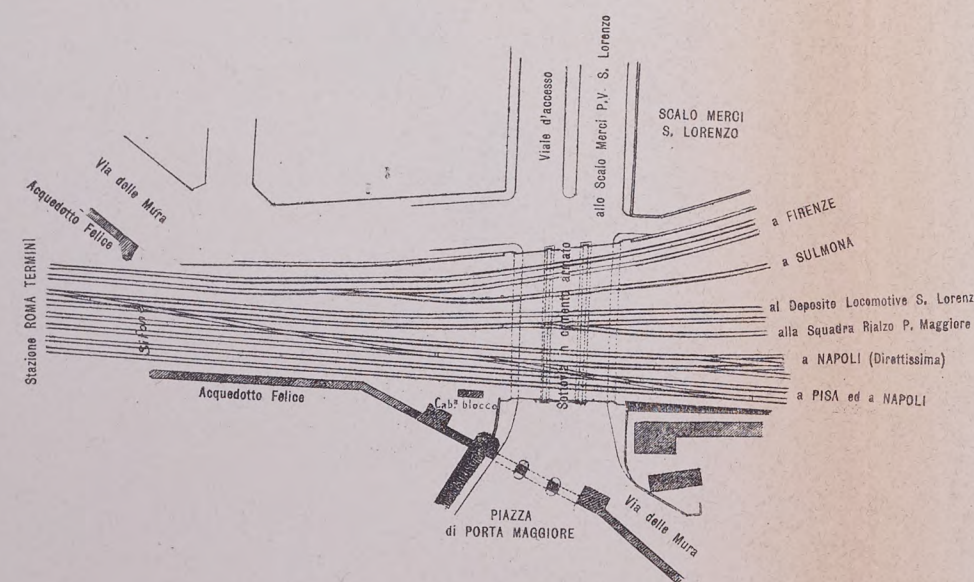 Viale d'accesso
allo Scalo Merci P.V. S. Lorenzo
SCALO MERCI
S. LORENZO
Via delle Mura
Acquedotto Felice
Stazione ROMA TERMINI
Sifone
Sottovia in cemento armato
a FIRENZE
a SULMONA
al Deposito Locomotive S. Lorenz
alla Squadra Rialzo P. Maggiore
a NAPOLI (Direttissima)
a PISA ed a NAPOLI
Acquedotto Felice
Cab.ª blocco
PIAZZA
di PORTA MAGGIORE
Via delle Mura